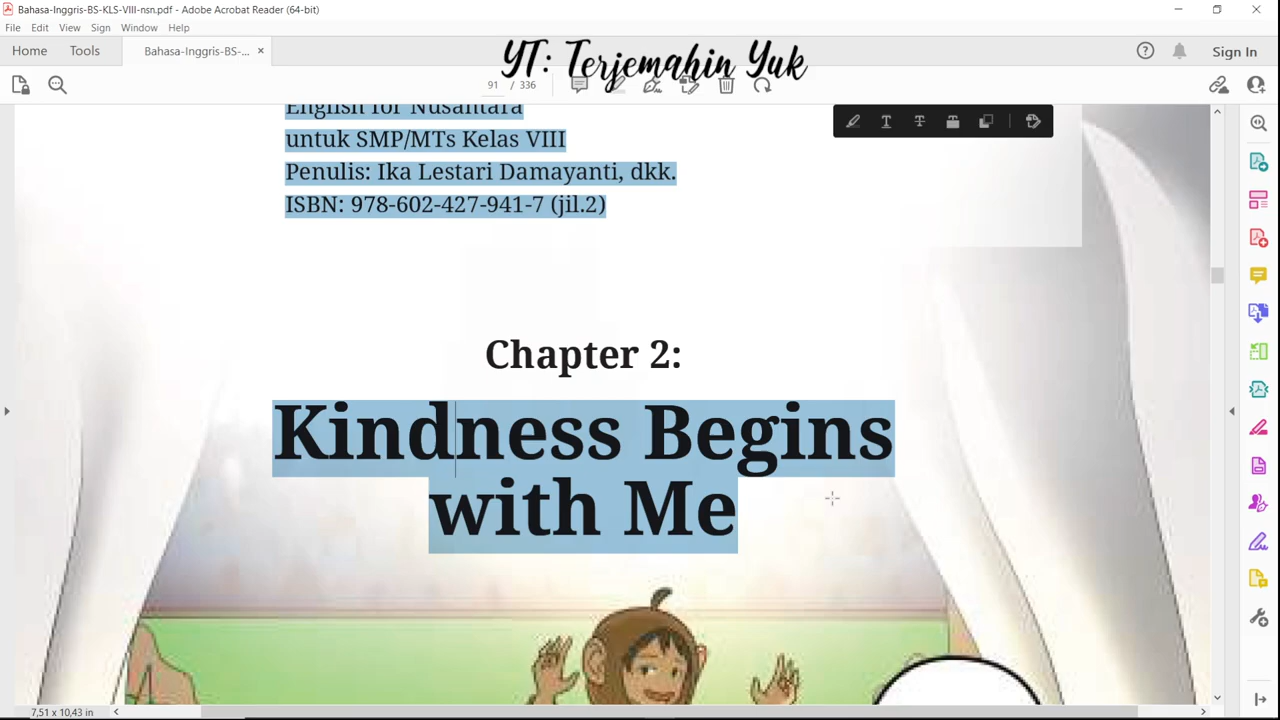 Bahasa-Inggris-BS-KLS-VIII-nsn.pdf - Adobe Acrobat Reader (64-bit)
File Edit View Sign Window Help
Home Tools Bahasa-Inggris-BS-... × Sign In
YT: Terjemahin Yuk
91 / 336
English for Nusantara
untuk SMP/MTs Kelas VIII
Penulis: Ika Lestari Damayanti, dkk.
ISBN: 978-602-427-941-7 (jil.2)
Chapter 2:
Kindness Begins
with Me
7,51 x 10,43 in